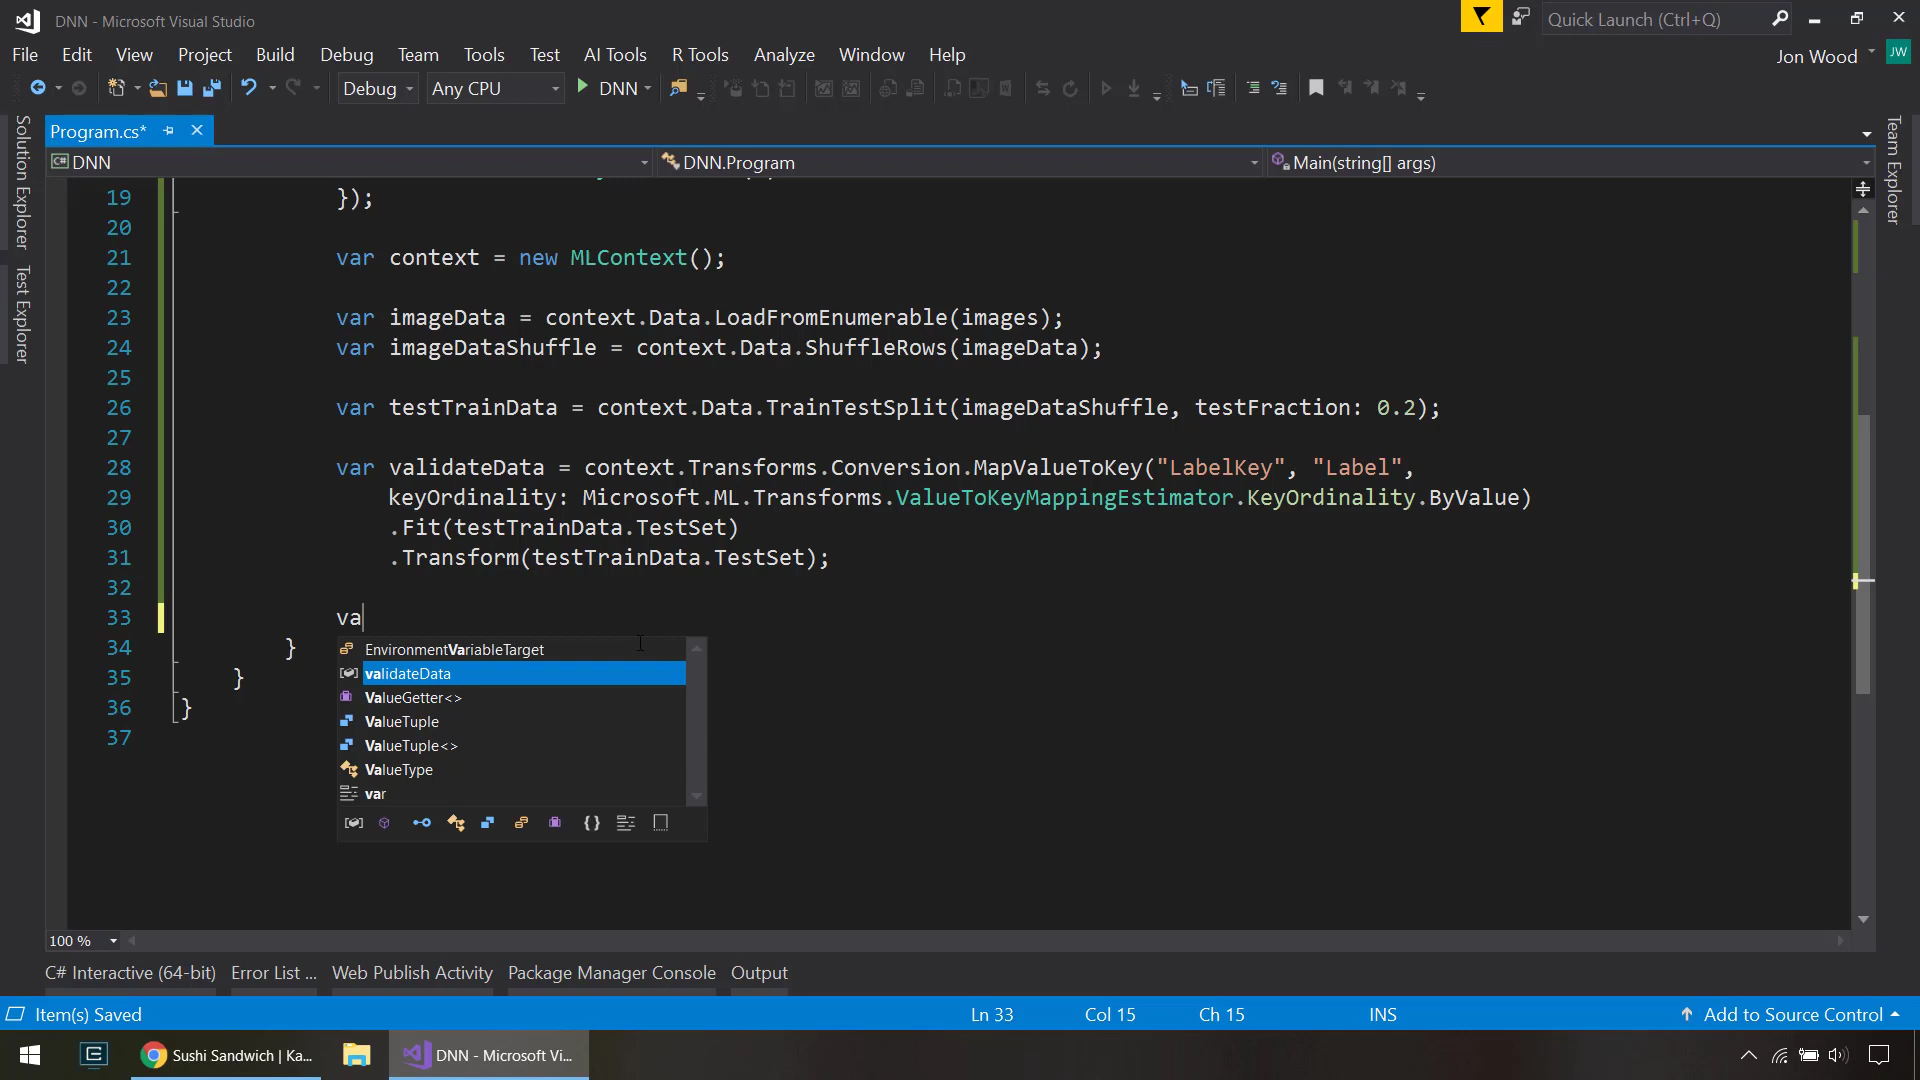 DNN - Microsoft Visual Studio
Quick Launch (Ctrl+Q)
File Edit View Project Build Debug Team Tools Test AI Tools R Tools Analyze Window Help
Jon Wood JW
Debug Any CPU DNN
Solution Explorer
Test Explorer
Team Explorer
Program.cs*
DNN DNN.Program Main(string[] args)
19 });
20
21 var context = new MLContext();
22
23 var imageData = context.Data.LoadFromEnumerable(images);
24 var imageDataShuffle = context.Data.ShuffleRows(imageData);
25
26 var testTrainData = context.Data.TrainTestSplit(imageDataShuffle, testFraction: 0.2);
27
28 var validateData = context.Transforms.Conversion.MapValueToKey("LabelKey", "Label",
29 keyOrdinality: Microsoft.ML.Transforms.ValueToKeyMappingEstimator.KeyOrdinality.ByValue)
30 .Fit(testTrainData.TestSet)
31 .Transform(testTrainData.TestSet);
32
33 va
34 }
35 }
36 }
37
EnvironmentVariableTarget
validateData
ValueGetter<>
ValueTuple
ValueTuple<>
ValueType
var
100 %
C# Interactive (64-bit) Error List ... Web Publish Activity Package Manager Console Output
Item(s) Saved Ln 33 Col 15 Ch 15 INS Add to Source Control
Sushi Sandwich | Ka... DNN - Microsoft Vi...